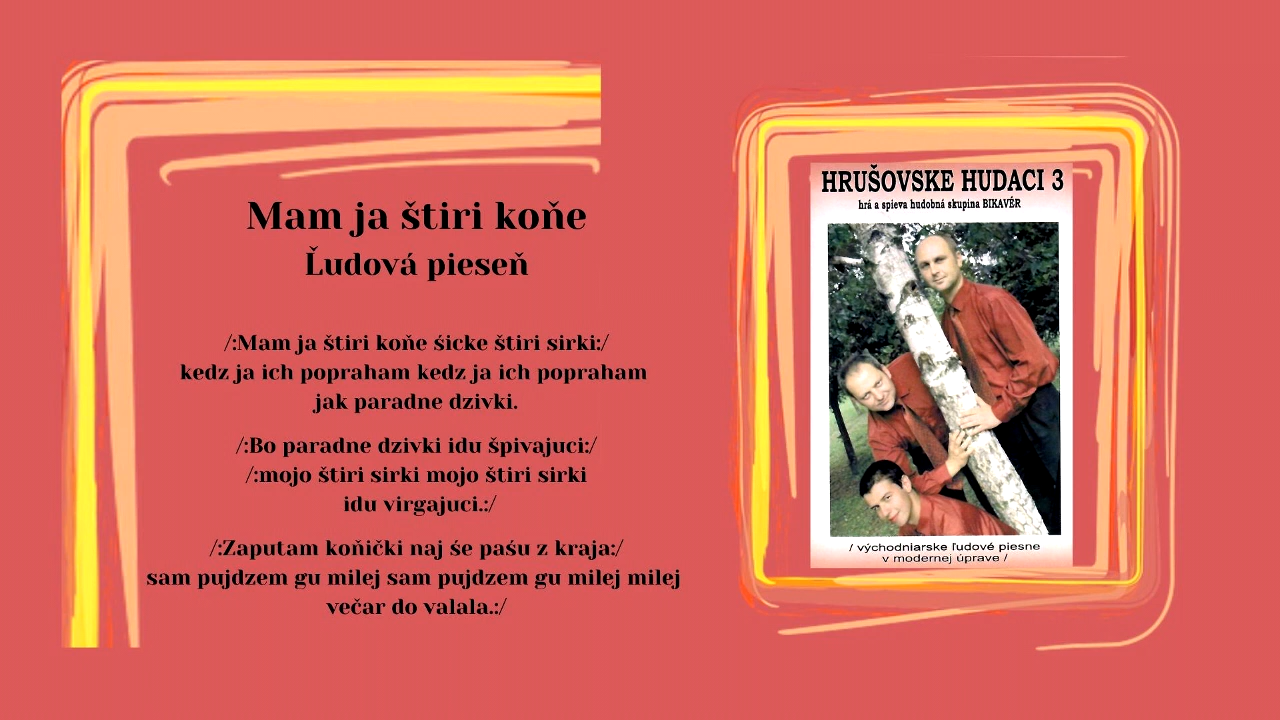 Mam ja štiri koňe
Ľudová pieseň
/:Mam ja štiri koňe śicke štiri sirki:/
kedz ja ich popraham kedz ja ich popraham
jak paradne dzivki.
/:Bo paradne dzivki idu špivajuci:/
/:mojo štiri sirki mojo štiri sirki
idu virgajuci.:/
/:Zaputam koňički naj śe paśu z kraja:/
sam pujdzem gu milej sam pujdzem gu milej milej
večar do valala.:/
HRUŠOVSKE HUDACI 3
hrá a spieva hudobná skupina BIKAVÉR
/ východniarske ľudové piesne
v modernej úprave /